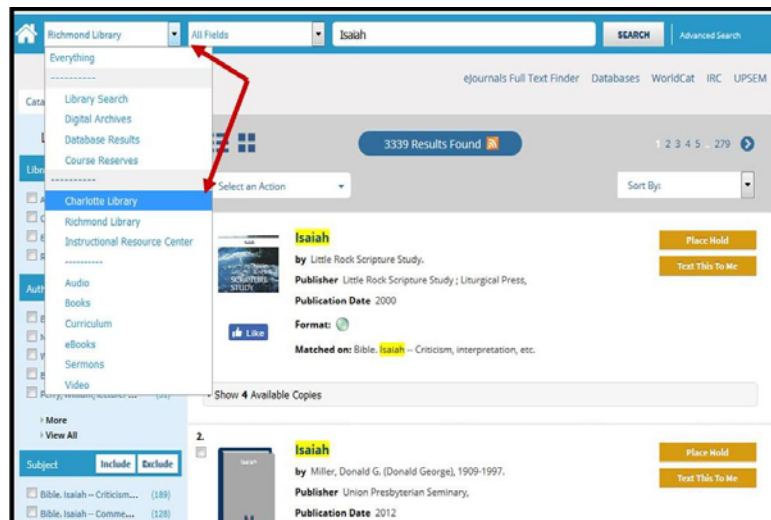 Richmond Library All Fields Isaiah SEARCH Advanced Search
Everything
----------
eJournals Full Text Finder Databases WorldCat IRC UPSEM
Library Search
Digital Archives
Database Results
Course Reserves
----------
3339 Results Found 1 2 3 4 5 .. 279
Select an Action Sort By:
Charlotte Library
Richmond Library
Instructional Resource Center
----------
Audio
Books
Curriculum
eBooks
Sermons
Video
Isaiah
by Little Rock Scripture Study.
Publisher Little Rock Scripture Study ; Liturgical Press,
Publication Date 2000
Format:
Matched on: Bible. Isaiah -- Criticism, interpretation, etc.
Place Hold
Text This To Me
Like
Show 4 Available Copies
More
View All
Subject Include Exclude
Bible. Isaiah -- Criticism... (189)
Bible. Isaiah -- Comme... (128)
2.
Isaiah
by Miller, Donald G. (Donald George), 1909-1997.
Publisher Union Presbyterian Seminary,
Publication Date 2012
Place Hold
Text This To Me